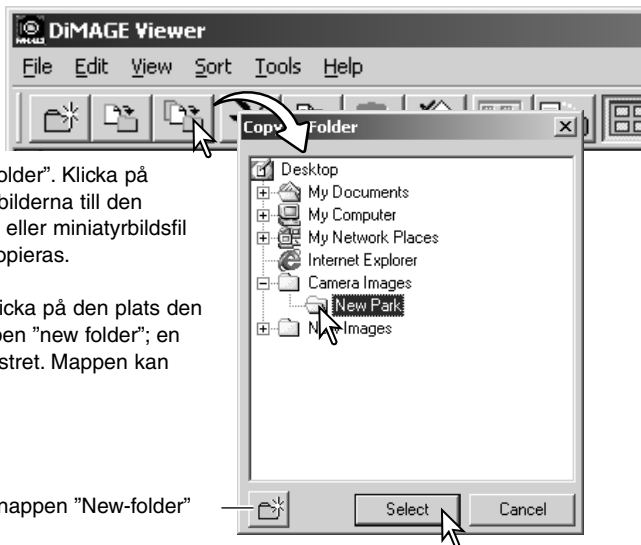 DiMAGE Viewer
File Edit View Sort Tools Help
Folder
Desktop
My Documents
My Computer
My Network Places
Internet Explorer
Camera Images
New Park
Images
Select Cancel
older”. Klicka på
bilderna till den
eller miniatyrbildsfil
opieras.
icka på den plats den
pen ”new folder”; en
stret. Mappen kan
mappen ”New-folder”